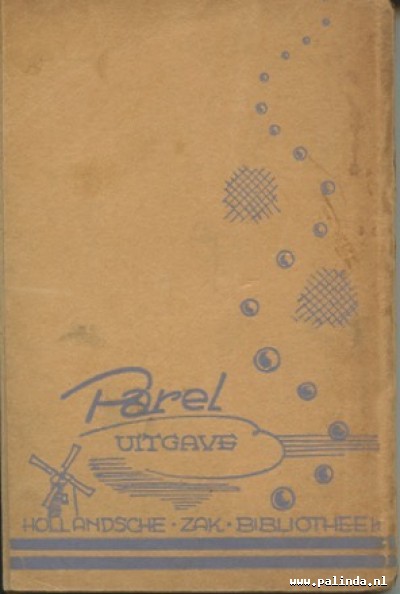 Parel
UITGAVE
HOLLANDSCHE · ZAK · BIBLIOTHEEK
www.palinda.nl